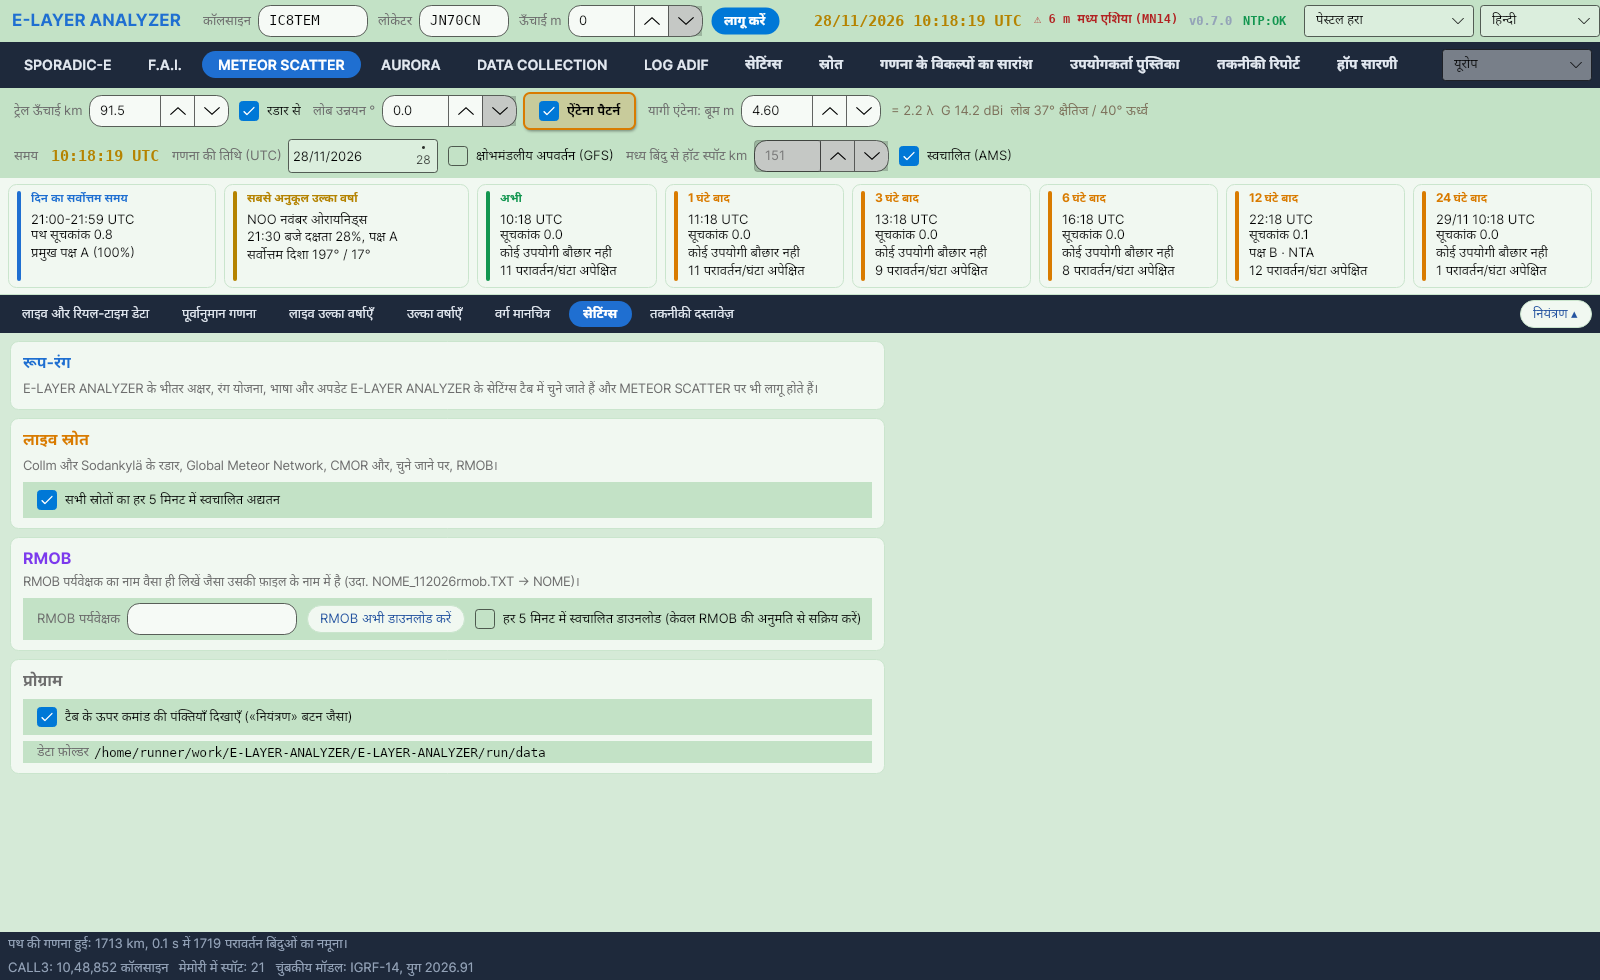 E-LAYER ANALYZER कॉलसाइन IC8TEM लोकेटर JN70CN ऊँचाई m 0 लागू करें 28/11/2026 10:18:19 UTC ⚠ 6 m मध्य एशिया (MN14) v0.7.0 NTP:OK पेस्टल हरा हिन्दी
SPORADIC-E F.A.I. METEOR SCATTER AURORA DATA COLLECTION LOG ADIF सेटिंग्स स्रोत गणना के विकल्पों का सारांश उपयोगकर्ता पुस्तिका तकनीकी रिपोर्ट हॉप सारणी यूरोप
ट्रेल ऊँचाई km 91.5 रडार से लोब उन्नयन ° 0.0 ऐंटेना पैटर्न यागी एंटेना: बूम m 4.60 = 2.2 λ G 14.2 dBi लोब 37° क्षैतिज / 40° ऊर्ध्व
समय 10:18:19 UTC गणना की तिथि (UTC) 28/11/2026 28 क्षोभमंडलीय अपवर्तन (GFS) मध्य बिंदु से हॉट स्पॉट km 151 स्वचालित (AMS)
दिन का सर्वोत्तम समय
21:00-21:59 UTC
पथ सूचकांक 0.8
प्रमुख पक्ष A (100%)
सबसे अनुकूल उल्का वर्षा
NOO नवंबर ओरायनिड्स
21:30 बजे दक्षता 28%, पक्ष A
सर्वोत्तम दिशा 197° / 17°
अभी
10:18 UTC
सूचकांक 0.0
कोई उपयोगी बौछार नहीं
11 परावर्तन/घंटा अपेक्षित
1 घंटे बाद
11:18 UTC
सूचकांक 0.0
कोई उपयोगी बौछार नहीं
11 परावर्तन/घंटा अपेक्षित
3 घंटे बाद
13:18 UTC
सूचकांक 0.0
कोई उपयोगी बौछार नहीं
9 परावर्तन/घंटा अपेक्षित
6 घंटे बाद
16:18 UTC
सूचकांक 0.0
कोई उपयोगी बौछार नहीं
8 परावर्तन/घंटा अपेक्षित
12 घंटे बाद
22:18 UTC
सूचकांक 0.1
पक्ष B · NTA
12 परावर्तन/घंटा अपेक्षित
24 घंटे बाद
29/11 10:18 UTC
सूचकांक 0.0
कोई उपयोगी बौछार नहीं
1 परावर्तन/घंटा अपेक्षित
लाइव और रियल-टाइम डेटा पूर्वानुमान गणना लाइव उल्का वर्षाएँ उल्का वर्षाएँ वर्ग मानचित्र सेटिंग्स तकनीकी दस्तावेज़ नियंत्रण ▴
रूप-रंग
E-LAYER ANALYZER के भीतर अक्षर, रंग योजना, भाषा और अपडेट E-LAYER ANALYZER के सेटिंग्स टैब में चुने जाते हैं और METEOR SCATTER पर भी लागू होते हैं।
लाइव स्रोत
Collm और Sodankylä के रडार, Global Meteor Network, CMOR और, चुने जाने पर, RMOB।
सभी स्रोतों का हर 5 मिनट में स्वचालित अद्यतन
RMOB
RMOB पर्यवेक्षक का नाम वैसा ही लिखें जैसा उसकी फ़ाइल के नाम में है (उदा. NOME_112026rmob.TXT → NOME)।
RMOB पर्यवेक्षक RMOB अभी डाउनलोड करें हर 5 मिनट में स्वचालित डाउनलोड (केवल RMOB की अनुमति से सक्रिय करें)
प्रोग्राम
टैब के ऊपर कमांड की पंक्तियाँ दिखाएँ («नियंत्रण» बटन जैसा)
डेटा फ़ोल्डर /home/runner/work/E-LAYER-ANALYZER/E-LAYER-ANALYZER/run/data
पथ की गणना हुई: 1713 km, 0.1 s में 1719 परावर्तन बिंदुओं का नमूना।
CALL3: 10,48,852 कॉलसाइन मेमोरी में स्पॉट: 21 चुंबकीय मॉडल: IGRF-14, युग 2026.91